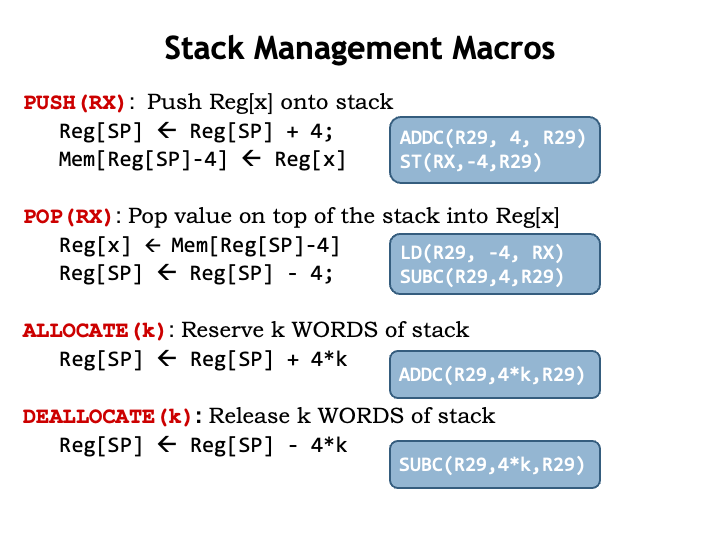 Stack Management Macros
PUSH(RX): Push Reg[x] onto stack
Reg[SP] ← Reg[SP] + 4;
Mem[Reg[SP]-4] ← Reg[x]
ADDC(R29, 4, R29)
ST(RX,-4,R29)
POP(RX): Pop value on top of the stack into Reg[x]
Reg[x] ← Mem[Reg[SP]-4]
Reg[SP] ← Reg[SP] - 4;
LD(R29, -4, RX)
SUBC(R29,4,R29)
ALLOCATE(k): Reserve k WORDS of stack
Reg[SP] ← Reg[SP] + 4*k
ADDC(R29,4*k,R29)
DEALLOCATE(k): Release k WORDS of stack
Reg[SP] ← Reg[SP] - 4*k
SUBC(R29,4*k,R29)